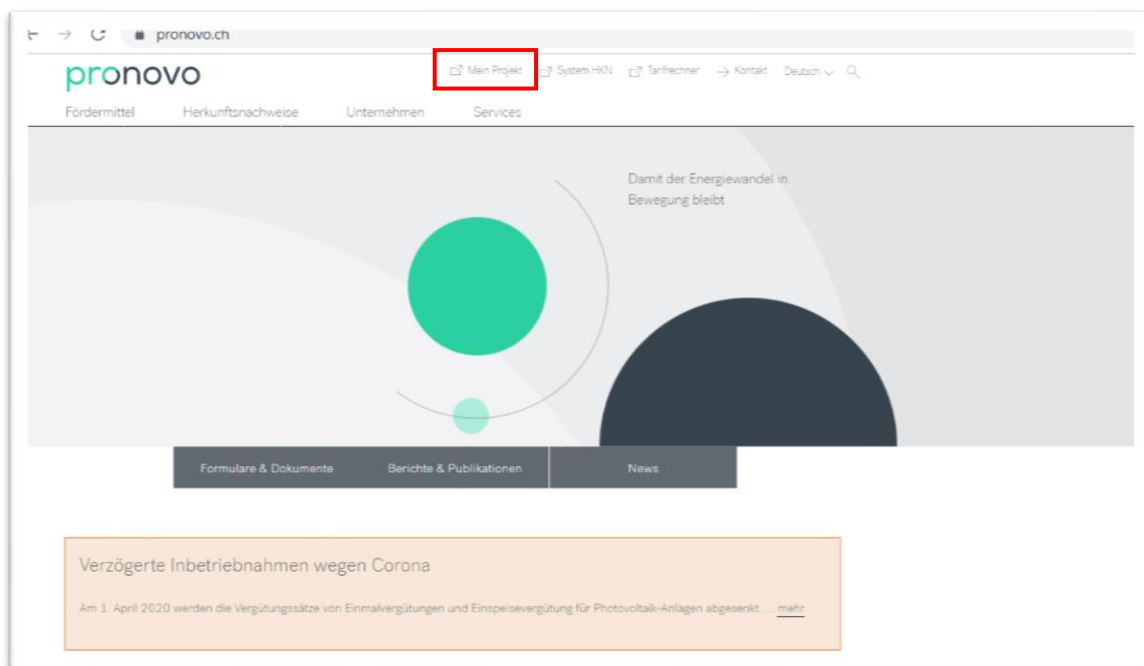 pronovo.ch
pronovo
Mein Projekt System HKN Tarifrechner Kontakt Deutsch
Fördermittel Herkunftsnachweise Unternehmen Services
Damit der Energiewandel in
Bewegung bleibt
Formulare & Dokumente Berichte & Publikationen News
Verzögerte Inbetriebnahmen wegen Corona
Am 1. April 2020 werden die Vergütungssätze von Einmalvergütungen und Einspeisevergütung für Photovoltaik-Anlagen abgesenkt, ... mehr